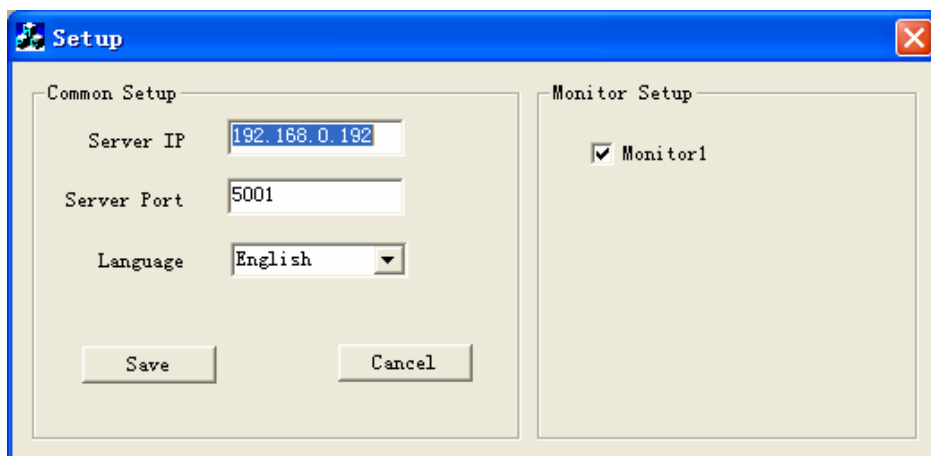 Setup
Common Setup
Server IP 192.168.0.192
Server Port 5001
Language English
Save Cancel
Monitor Setup
Monitor1